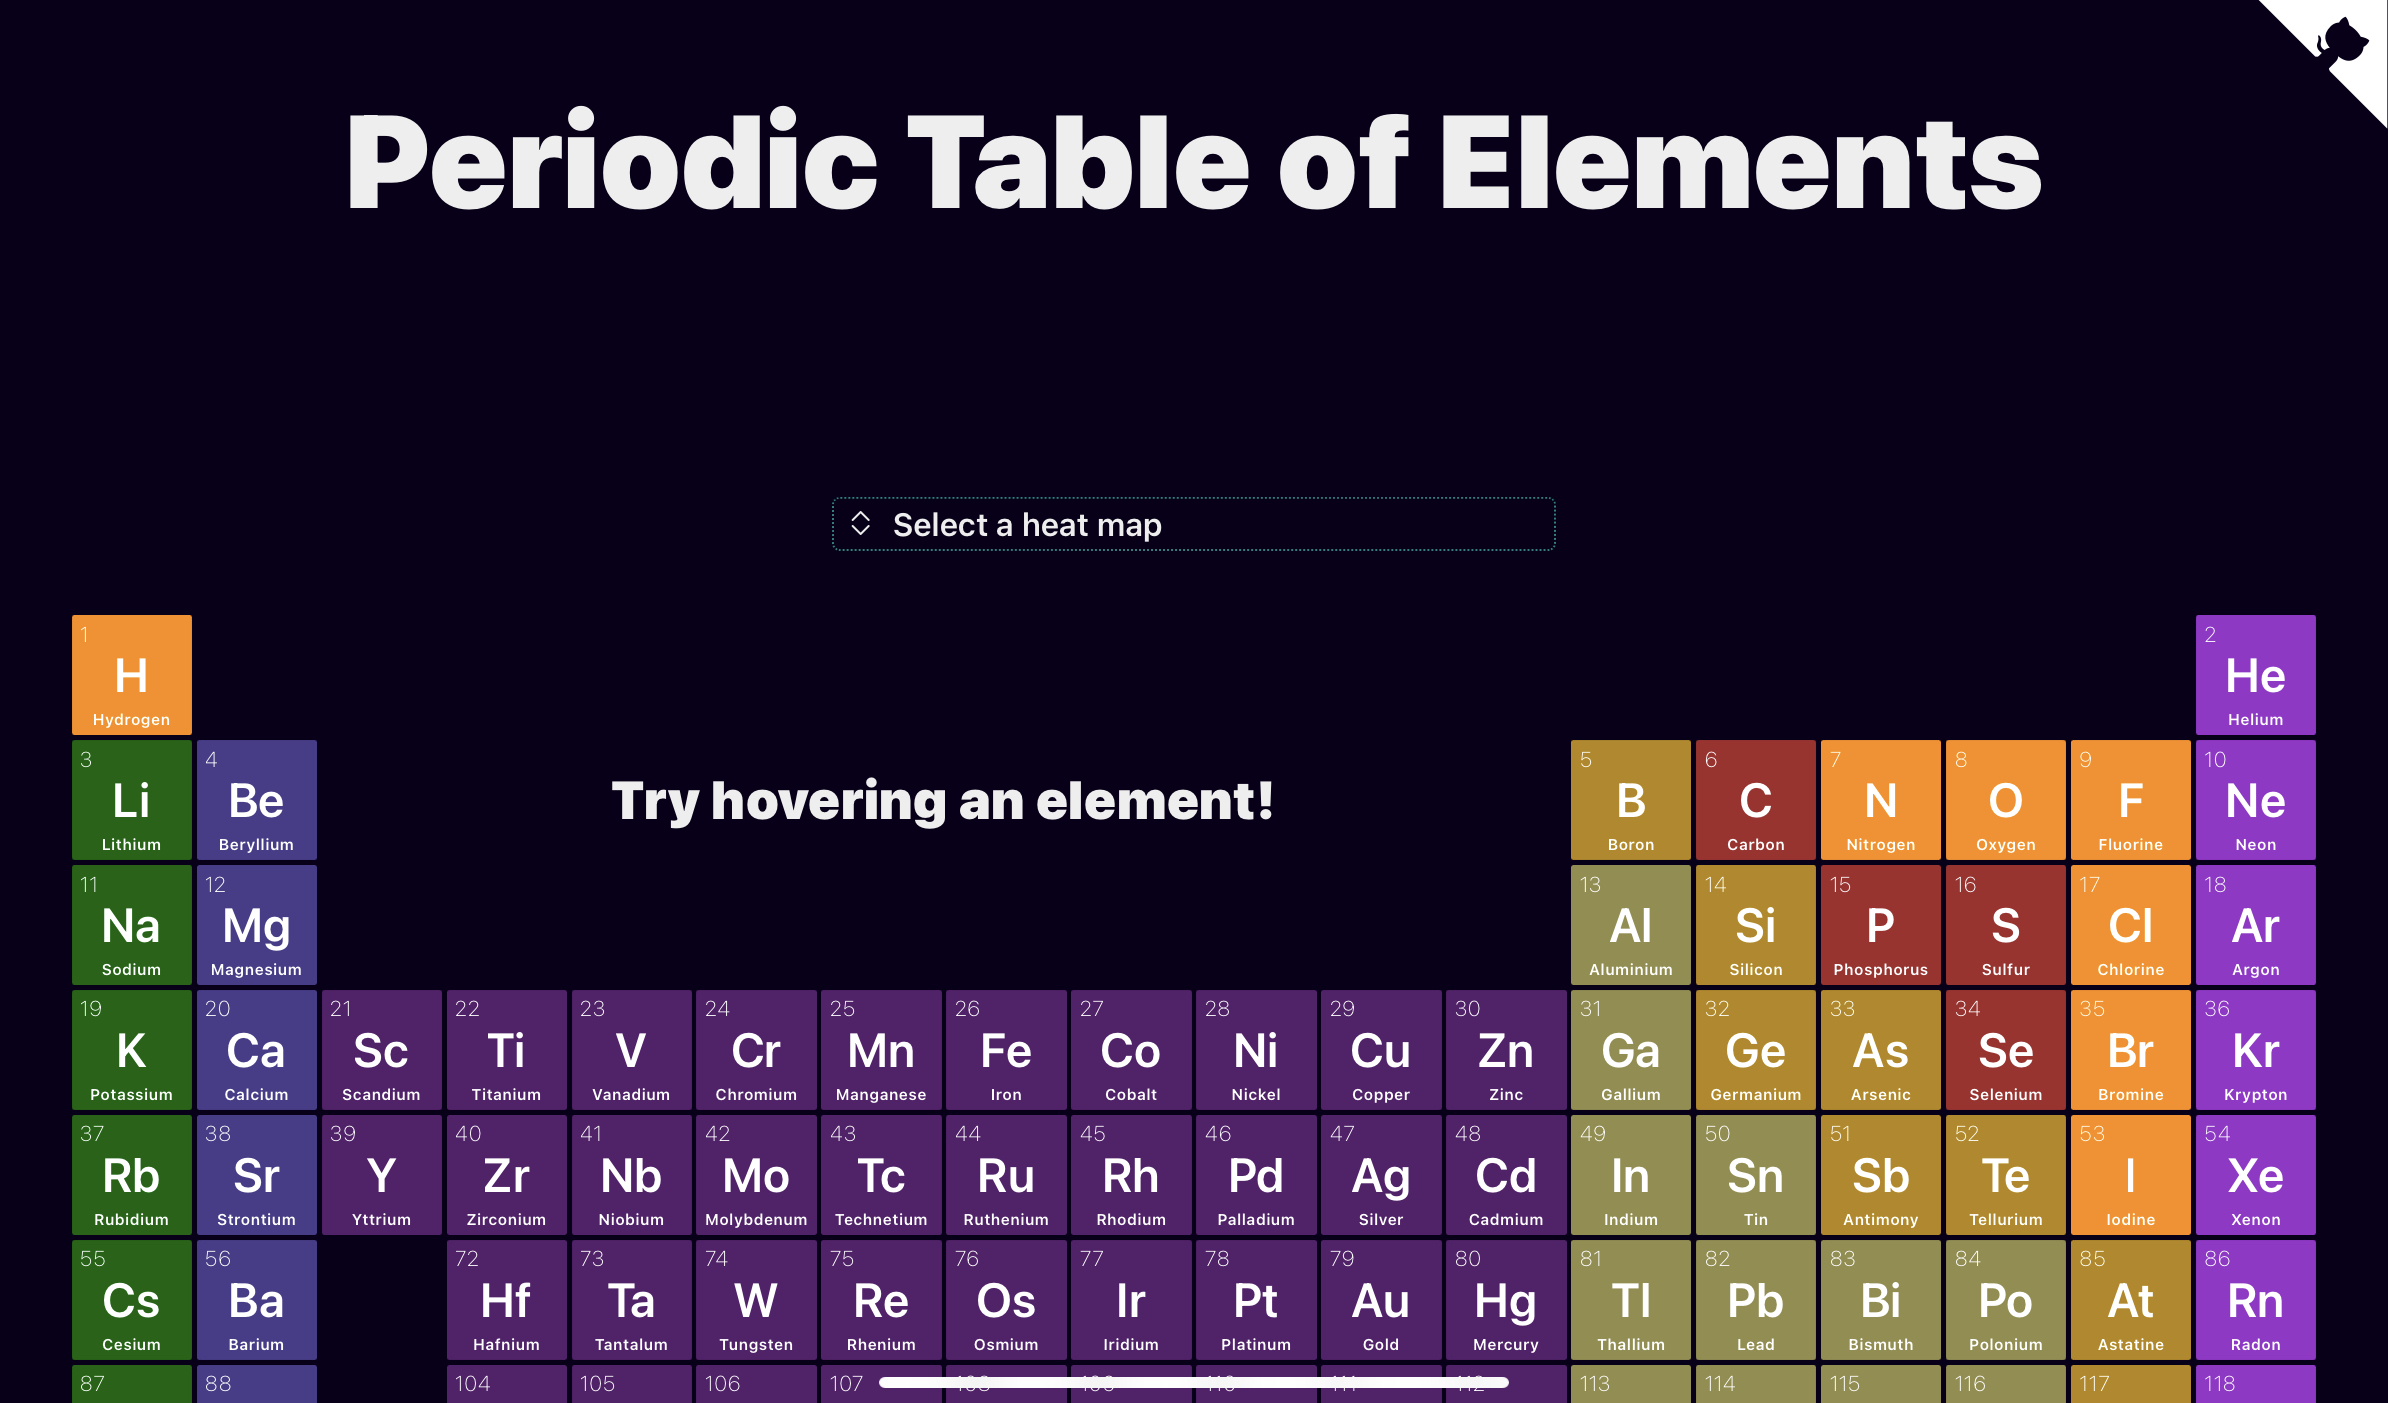 Periodic Table of Elements
Select a heat map
1 2
H He
Hydrogen Helium
3 4 5 6 7 8 9 10
Li Be B C N O F Ne
Lithium Beryllium Boron Carbon Nitrogen Oxygen Fluorine Neon
Try hovering an element!
11 12 13 14 15 16 17 18
Na Mg Al Si P S Cl Ar
Sodium Magnesium Aluminium Silicon Phosphorus Sulfur Chlorine Argon
19 20 21 22 23 24 25 26 27 28 29 30 31 32 33 34 35 36
K Ca Sc Ti V Cr Mn Fe Co Ni Cu Zn Ga Ge As Se Br Kr
Potassium Calcium Scandium Titanium Vanadium Chromium Manganese Iron Cobalt Nickel Copper Zinc Gallium Germanium Arsenic Selenium Bromine Krypton
37 38 39 40 41 42 43 44 45 46 47 48 49 50 51 52 53 54
Rb Sr Y Zr Nb Mo Tc Ru Rh Pd Ag Cd In Sn Sb Te I Xe
Rubidium Strontium Yttrium Zirconium Niobium Molybdenum Technetium Ruthenium Rhodium Palladium Silver Cadmium Indium Tin Antimony Tellurium Iodine Xenon
55 56 72 73 74 75 76 77 78 79 80 81 82 83 84 85 86
Cs Ba Hf Ta W Re Os Ir Pt Au Hg Tl Pb Bi Po At Rn
Cesium Barium Hafnium Tantalum Tungsten Rhenium Osmium Iridium Platinum Gold Mercury Thallium Lead Bismuth Polonium Astatine Radon
87 88 104 105 106 107 113 114 115 116 117 118